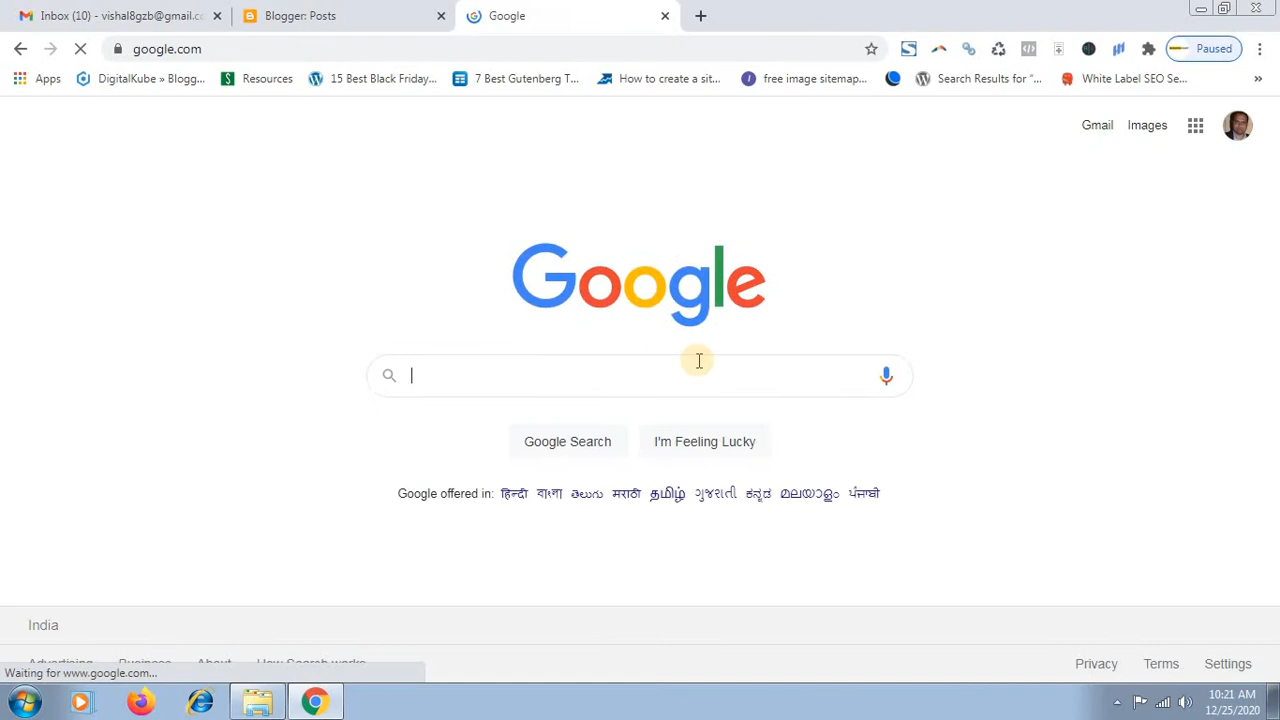 Inbox (10) - vishal8gzb@gmail.cc
Blogger: Posts
Google
google.com
Paused
Apps
DigitalKube » Blogg...
Resources
15 Best Black Friday...
7 Best Gutenberg T...
How to create a sit...
free image sitemap...
Search Results for “...
White Label SEO Se...
»
Gmail
Images
Google
Google Search
I'm Feeling Lucky
Google offered in: हिन्दी বাংলা తెలుగు मराठी தமிழ் ગુજરાતી ಕನ್ನಡ മലയാളം ਪੰਜਾਬੀ
India
Advertising Business About How Search works
Privacy Terms Settings
Waiting for www.google.com...
10:21 AM
12/25/2020